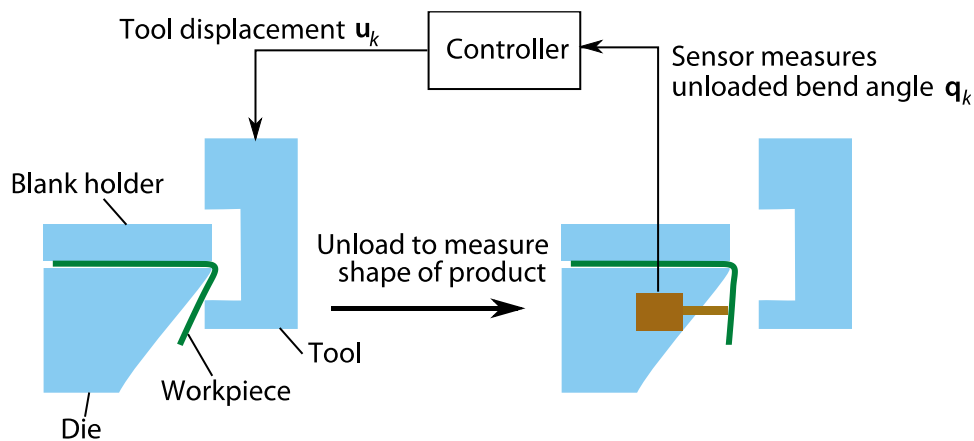 Tool displacement uₖ
Controller
Sensor measures
unloaded bend angle qₖ
Blank holder
Unload to measure
shape of product
Tool
Workpiece
Die